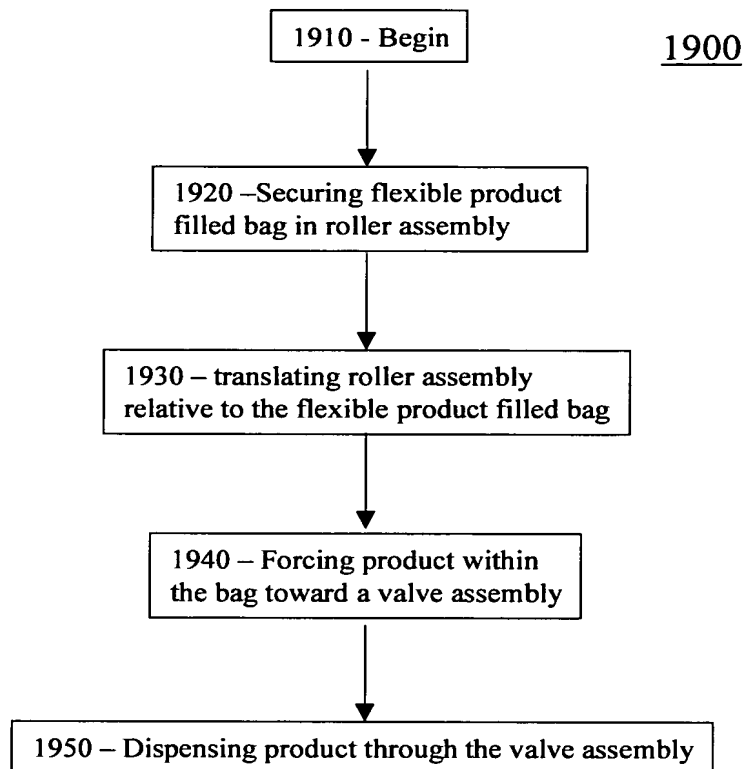 1910 - Begin
1900
1920 –Securing flexible product
filled bag in roller assembly
1930 – translating roller assembly
relative to the flexible product filled bag
1940 – Forcing product within
the bag toward a valve assembly
1950 – Dispensing product through the valve assembly